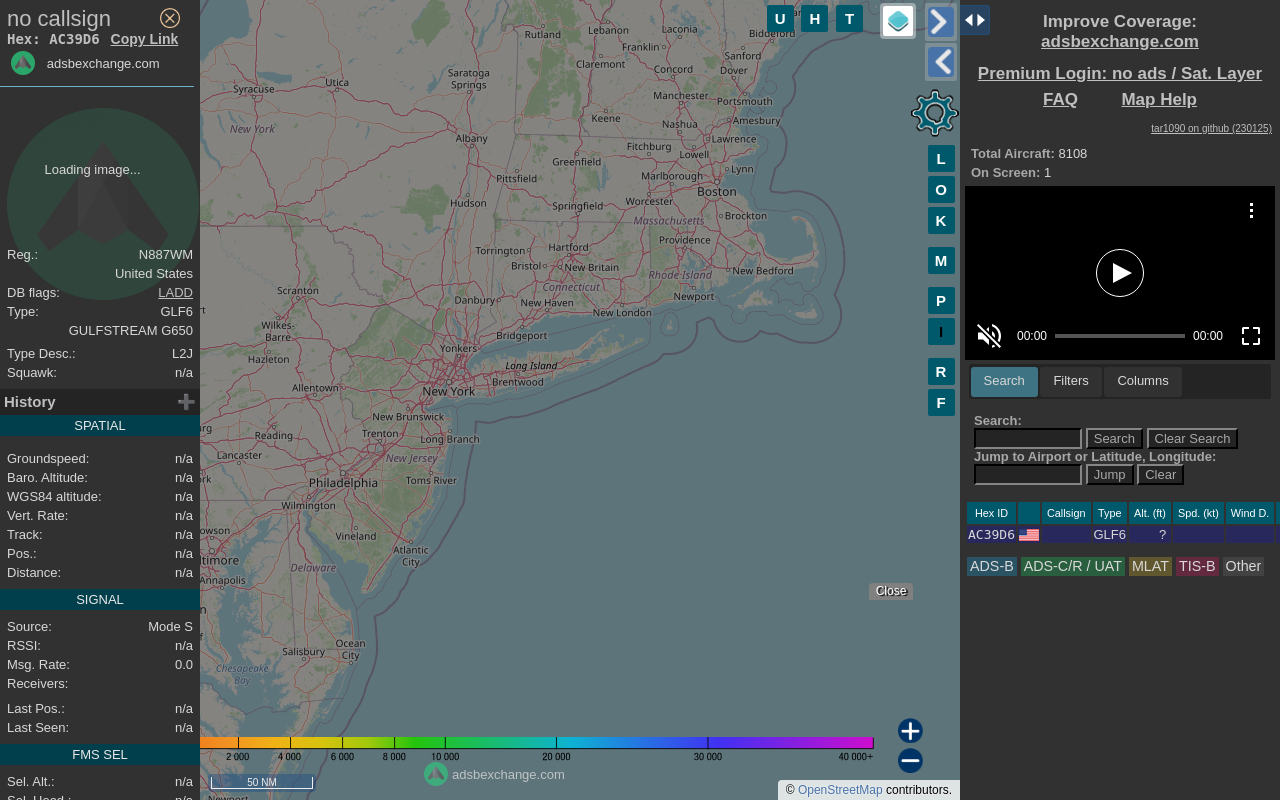 no callsign
Hex: AC39D6 Copy Link
adsbexchange.com
Loading image...
Reg.: N887WM
United States
DB flags: LADD
Type: GLF6
GULFSTREAM G650
Type Desc.: L2J
Squawk: n/a
History
SPATIAL
Groundspeed: n/a
Baro. Altitude: n/a
WGS84 altitude: n/a
Vert. Rate: n/a
Track: n/a
Pos.: n/a
Distance: n/a
SIGNAL
Source: Mode S
RSSI: n/a
Msg. Rate: 0.0
Receivers:
Last Pos.: n/a
Last Seen: n/a
FMS SEL
Sel. Alt.: n/a
U H T
L
O
K
M
P
I
R
F
Rutland
Lebanon
Laconia
Franklin
Biddeford
Claremont
Sanford
Concord
Dover
Utica
Saratoga
Springs
Syracuse
Manchester
Portsmouth
Keene
Nashua
Amesbury
New York
Albany
Fitchburg
Lawrence
Greenfield
Lowell
Pittsfield
Marlborough
Lynn
Boston
Hudson
Springfield
Worcester
Massachusetts
Brockton
Providence
Torrington
Hartford
Bristol
New Britain
Rhode Island
New Bedford
Connecticut
Scranton
Danbury
New Haven
Newport
New London
Wilkes-
Barre
Bridgeport
Hazleton
Yonkers
Long Island
Allentown
New York
Brentwood
New Brunswick
Reading
Trenton
Long Branch
Lancaster
New Jersey
Philadelphia
Toms River
Wilmington
Vineland
Atlantic
City
Delaware
Annapolis
Ocean
City
Salisbury
Chesapeake
Bay
Close
2 000 4 000 6 000 8 000 10 000 20 000 30 000 40 000+
adsbexchange.com
50 NM
© OpenStreetMap contributors.
Improve Coverage:
adsbexchange.com
Premium Login: no ads / Sat. Layer
FAQ Map Help
tar1090 on github (230125)
Total Aircraft: 8108
On Screen: 1
00:00 00:00
Search Filters Columns
Search:
Search Clear Search
Jump to Airport or Latitude, Longitude:
Jump Clear
Hex ID Callsign Type Alt. (ft) Spd. (kt) Wind D.
AC39D6 GLF6 ?
ADS-B ADS-C/R / UAT MLAT TIS-B Other